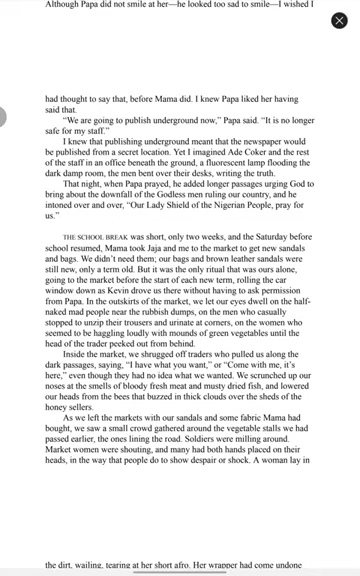 Although Papa did not smile at her—he looked too sad to smile—I wished I
had thought to say that, before Mama did. I knew Papa liked her having
said that.
“We are going to publish underground now,” Papa said. “It is no longer
safe for my staff.”
I knew that publishing underground meant that the newspaper would
be published from a secret location. Yet I imagined Ade Coker and the rest
of the staff in an office beneath the ground, a fluorescent lamp flooding the
dark damp room, the men bent over their desks, writing the truth.
That night, when Papa prayed, he added longer passages urging God to
bring about the downfall of the Godless men ruling our country, and he
intoned over and over, “Our Lady Shield of the Nigerian People, pray for
us.”
THE SCHOOL BREAK was short, only two weeks, and the Saturday before
school resumed, Mama took Jaja and me to the market to get new sandals
and bags. We didn’t need them; our bags and brown leather sandals were
still new, only a term old. But it was the only ritual that was ours alone,
going to the market before the start of each new term, rolling the car
window down as Kevin drove us there without having to ask permission
from Papa. In the outskirts of the market, we let our eyes dwell on the half-
naked mad people near the rubbish dumps, on the men who casually
stopped to unzip their trousers and urinate at corners, on the women who
seemed to be haggling loudly with mounds of green vegetables until the
head of the trader peeked out from behind.
Inside the market, we shrugged off traders who pulled us along the
dark passages, saying, “I have what you want,” or “Come with me, it’s
here,” even though they had no idea what we wanted. We scrunched up our
noses at the smells of bloody fresh meat and musty dried fish, and lowered
our heads from the bees that buzzed in thick clouds over the sheds of the
honey sellers.
As we left the markets with our sandals and some fabric Mama had
bought, we saw a small crowd gathered around the vegetable stalls we had
passed earlier, the ones lining the road. Soldiers were milling around.
Market women were shouting, and many had both hands placed on their
heads, in the way that people do to show despair or shock. A woman lay in
the dirt, wailing, tearing at her short afro. Her wrapper had come undone